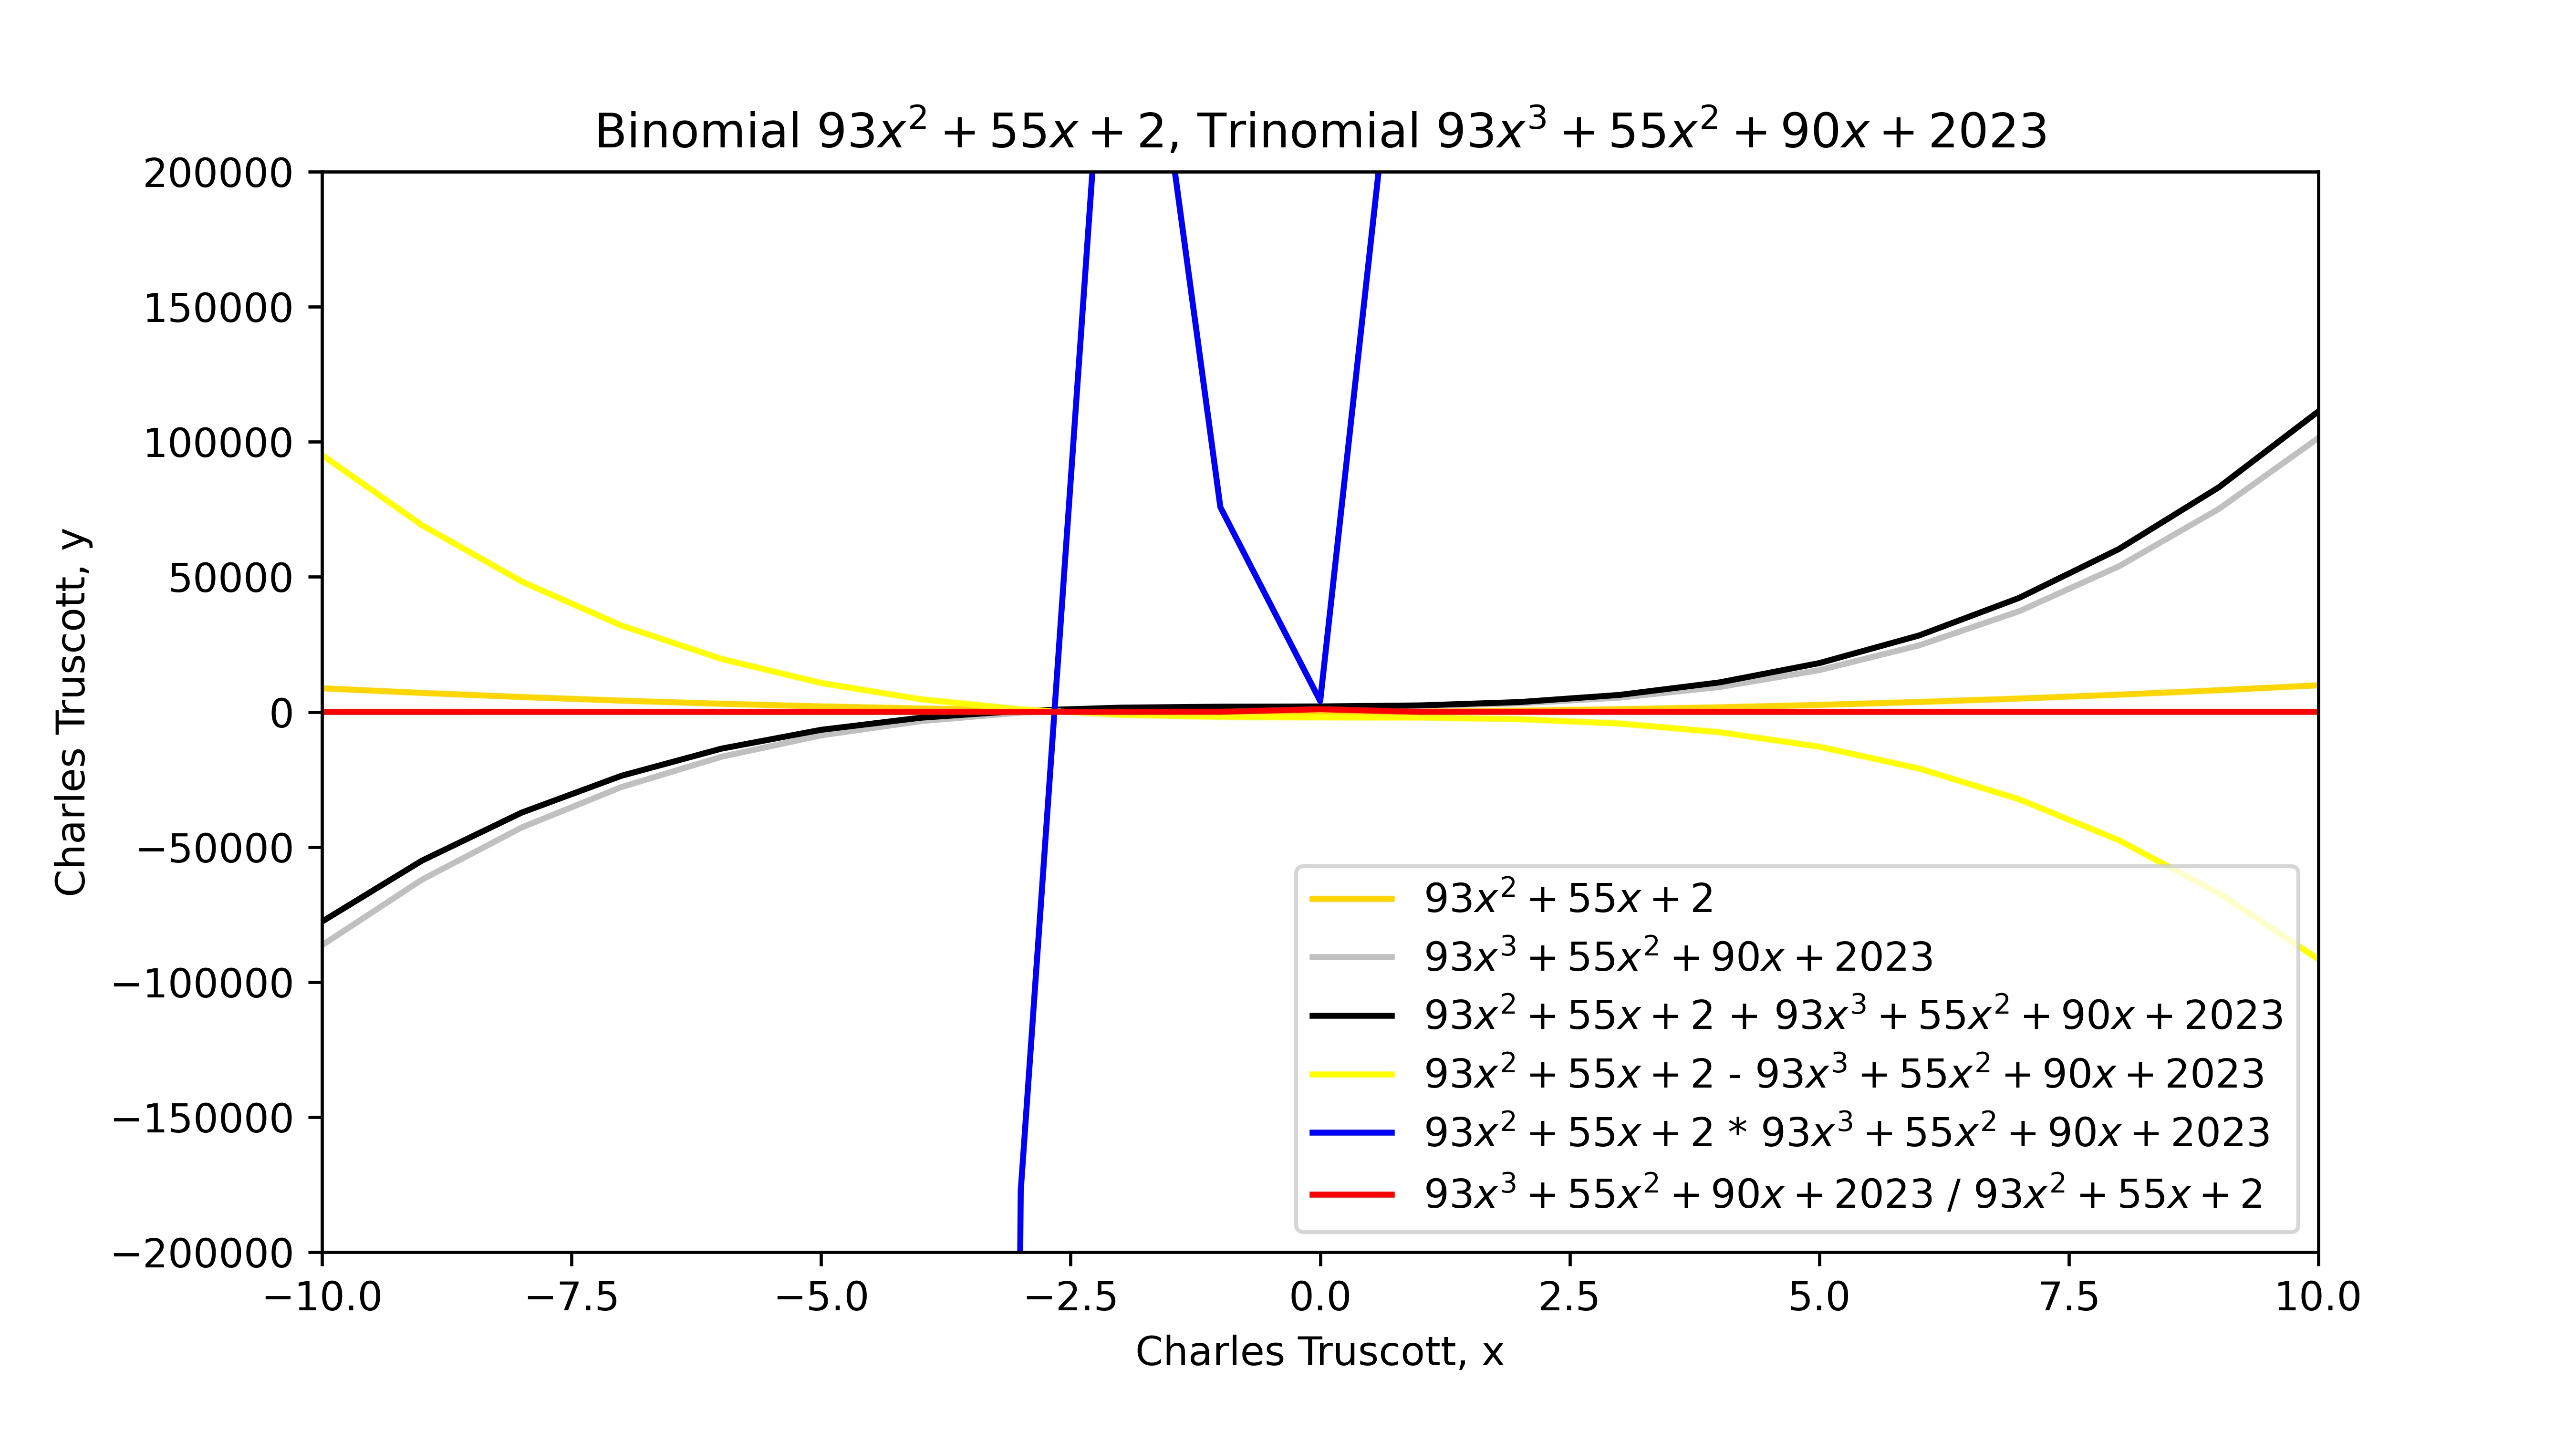 Binomial 93x² + 55x + 2, Trinomial 93x³ + 55x² + 90x + 2023
200000
150000
100000
50000
0
−50000
−100000
−150000
−200000
Charles Truscott, y
93x² + 55x + 2
93x³ + 55x² + 90x + 2023
93x² + 55x + 2 + 93x³ + 55x² + 90x + 2023
93x² + 55x + 2 - 93x³ + 55x² + 90x + 2023
93x² + 55x + 2 * 93x³ + 55x² + 90x + 2023
93x³ + 55x² + 90x + 2023 / 93x² + 55x + 2
−10.0 −7.5 −5.0 −2.5 0.0 2.5 5.0 7.5 10.0
Charles Truscott, x